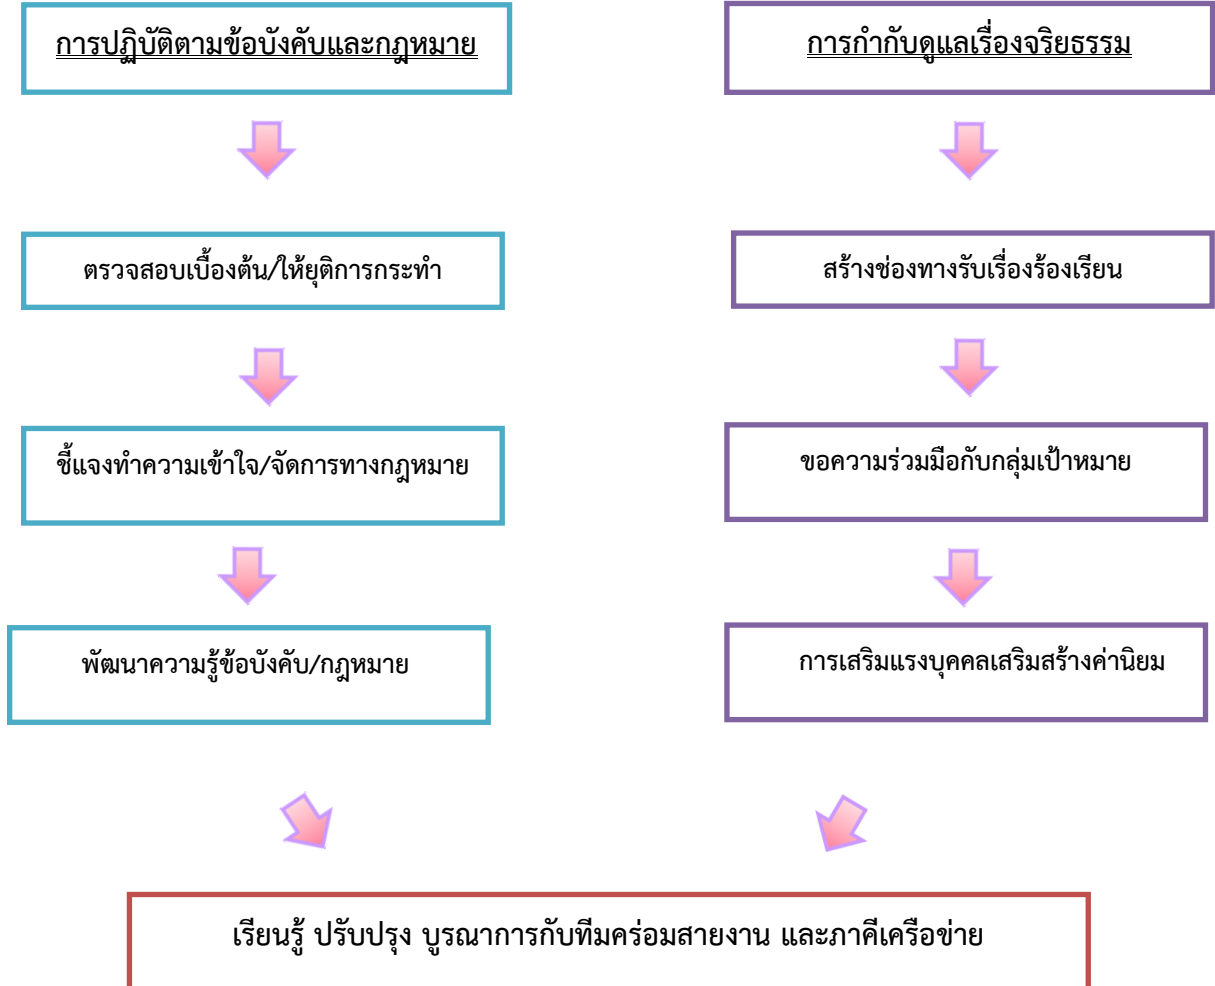 การปฏิบัติตามข้อบังคับและกฎหมาย
การกำกับดูแลเรื่องจริยธรรม
ตรวจสอบเบื้องต้น/ให้ยุติการกระทำ
สร้างช่องทางรับเรื่องร้องเรียน
ชี้แจงทำความเข้าใจ/จัดการทางกฎหมาย
ขอความร่วมมือกับกลุ่มเป้าหมาย
พัฒนาความรู้ข้อบังคับ/กฎหมาย
การเสริมแรงบุคคลเสริมสร้างค่านิยม
เรียนรู้ ปรับปรุง บูรณาการกับทีมคร่อมสายงาน และภาคีเครือข่าย